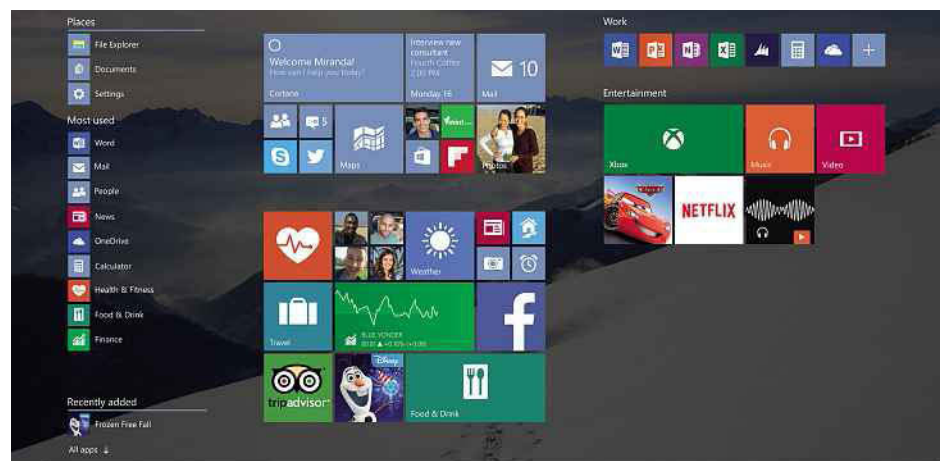 Places
File Explorer
Documents
Settings
Most used
Word
Mail
People
News
OneDrive
Calculator
Health & Fitness
Food & Drink
Finance
Recently added
Frozen Free Fall
All apps
Welcome Miranda!
How can I help you today?
Cortana
Interview new
consultant
Fourth Coffee
2:00 PM
Monday 16
10
Mail
5
Maps
Photos
Weather
Travel
BLUE YONDER
Disney
tripadvisor
Food & Drink
Work
Entertainment
Xbox
Music
Video
NETFLIX